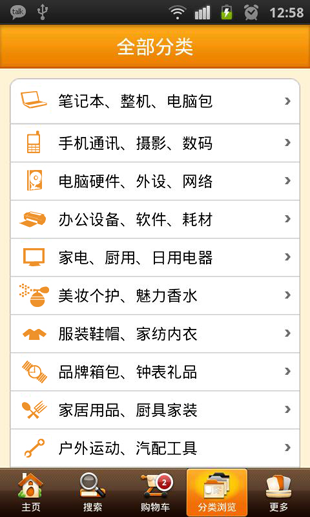 talk 12:58
全部分类
笔记本、整机、电脑包
手机通讯、摄影、数码
电脑硬件、外设、网络
办公设备、软件、耗材
家电、厨用、日用电器
美妆个护、魅力香水
服装鞋帽、家纺内衣
品牌箱包、钟表礼品
家居用品、厨具家装
户外运动、汽配工具
2
主页 搜索 购物车 分类浏览 更多